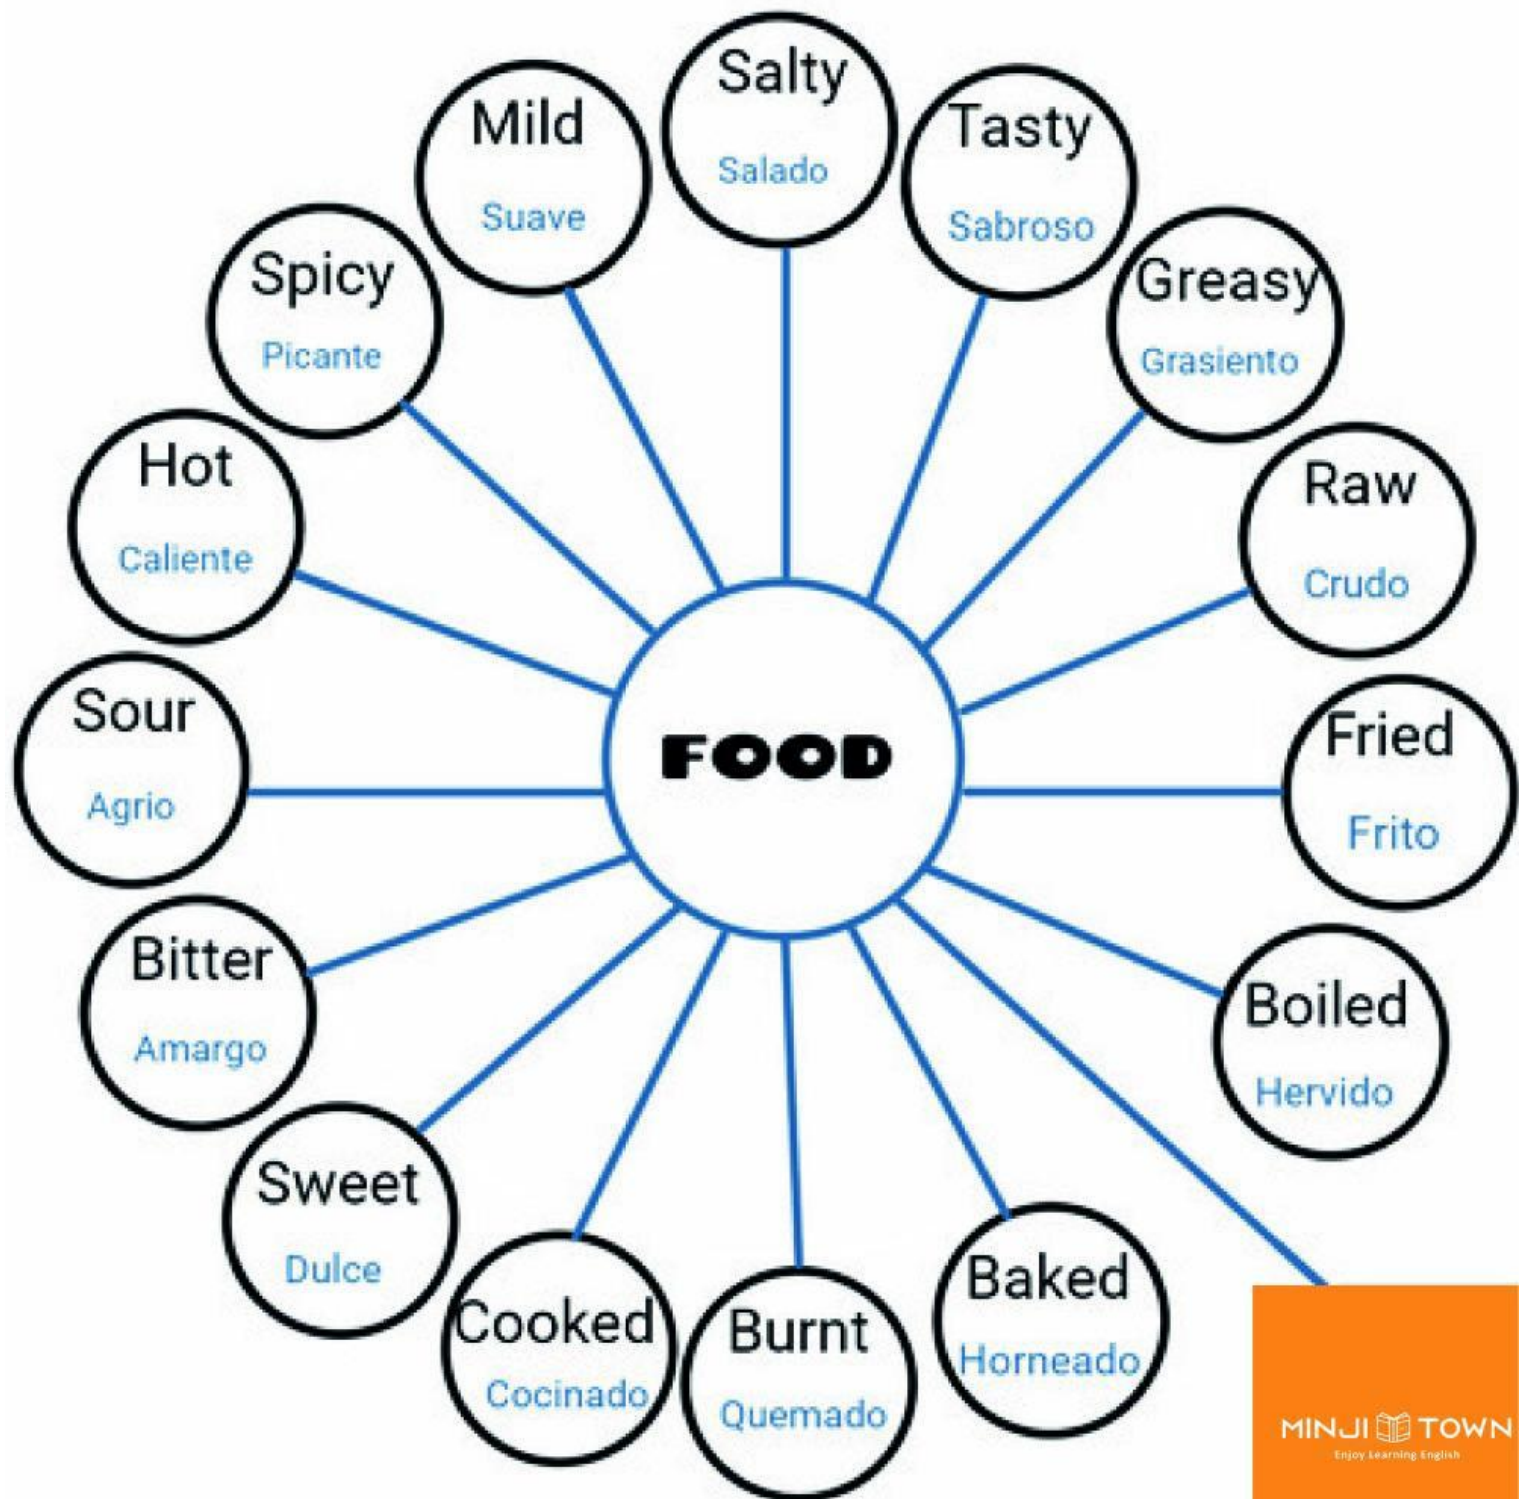 Salty
Salado
Tasty
Sabroso
Greasy
Grasiento
Raw
Crudo
Fried
Frito
Boiled
Hervido
Baked
Horneado
Burnt
Quemado
Cooked
Cocinado
Sweet
Dulce
Bitter
Amargo
Sour
Agrio
Hot
Caliente
Spicy
Picante
Mild
Suave
FOOD
MINJI TOWN
Enjoy Learning English